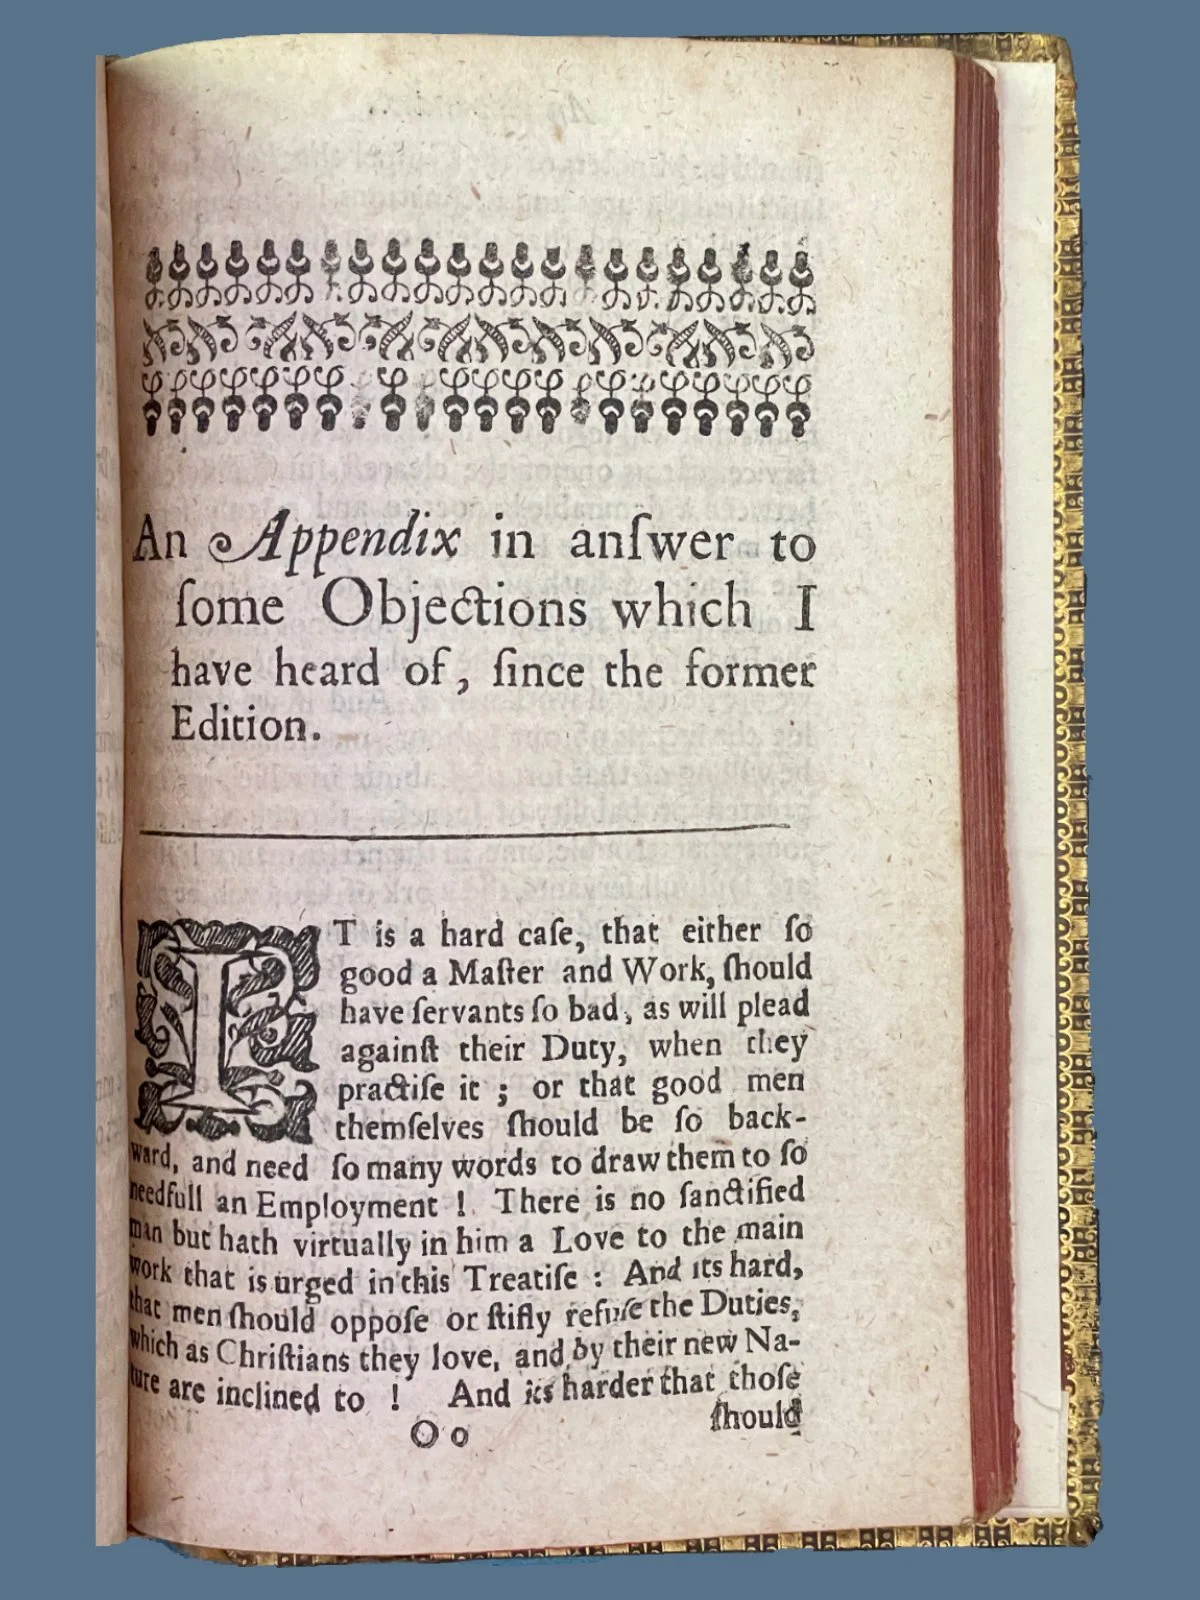 An Appendix in anſwer to
ſome Objections which I
have heard of, ſince the former
Edition.
IT is a hard caſe, that either ſo
good a Maſter and Work, ſhould
have ſervants ſo bad, as will plead
againſt their Duty, when they
practiſe it ; or that good men
themſelves ſhould be ſo back-
ward, and need ſo many words to draw them to ſo
needfull an Employment ! There is no ſanctified
man but hath virtually in him a Love to the main
work that is urged in this Treatiſe : And its hard,
that men ſhould oppoſe or ſtifly refuſe the Duties,
which as Chriſtians they love, and by their new Na-
ture are inclined to ! And its harder that thoſe
Oo
ſhould